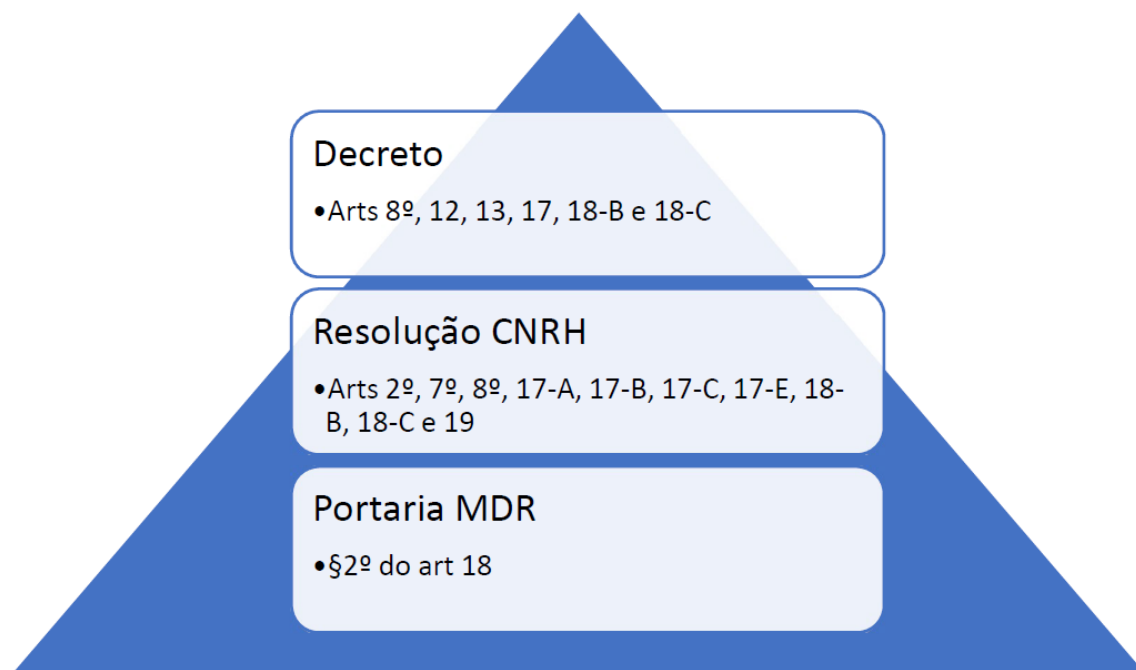 Decreto
•Arts 8º, 12, 13, 17, 18-B e 18-C
Resolução CNRH
•Arts 2º, 7º, 8º, 17-A, 17-B, 17-C, 17-E, 18-
B, 18-C e 19
Portaria MDR
•§2º do art 18